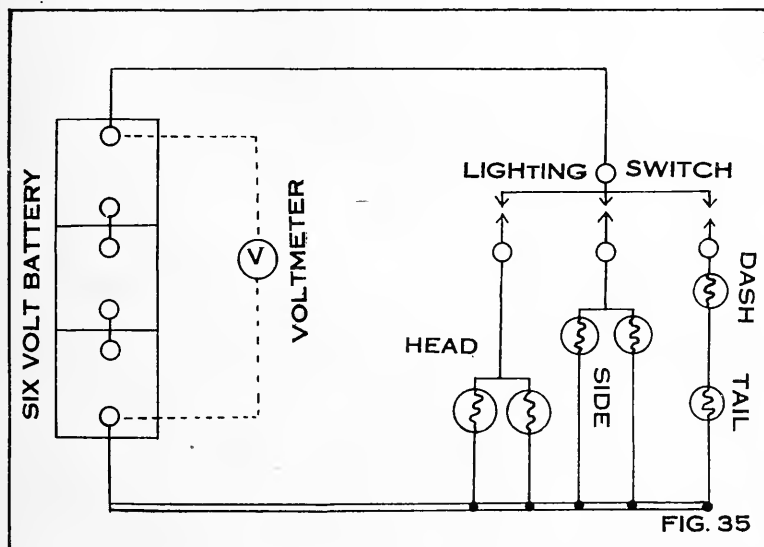 SIX VOLT BATTERY
V
VOLTMETER
LIGHTING SWITCH
HEAD
SIDE
DASH
TAIL
FIG. 35